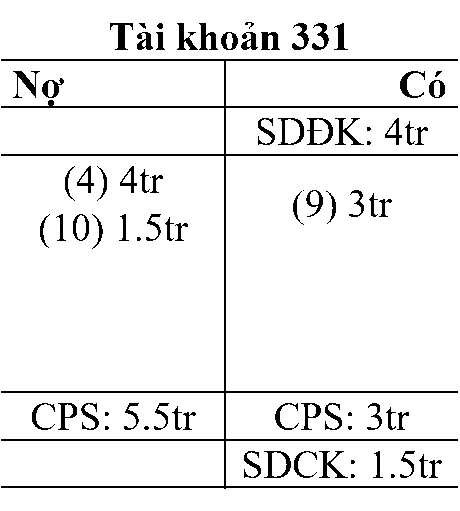 Tài khoản 331
Nợ Có
SDĐK: 4tr
(4) 4tr
(10) 1.5tr
(9) 3tr
CPS: 5.5tr CPS: 3tr
SDCK: 1.5tr